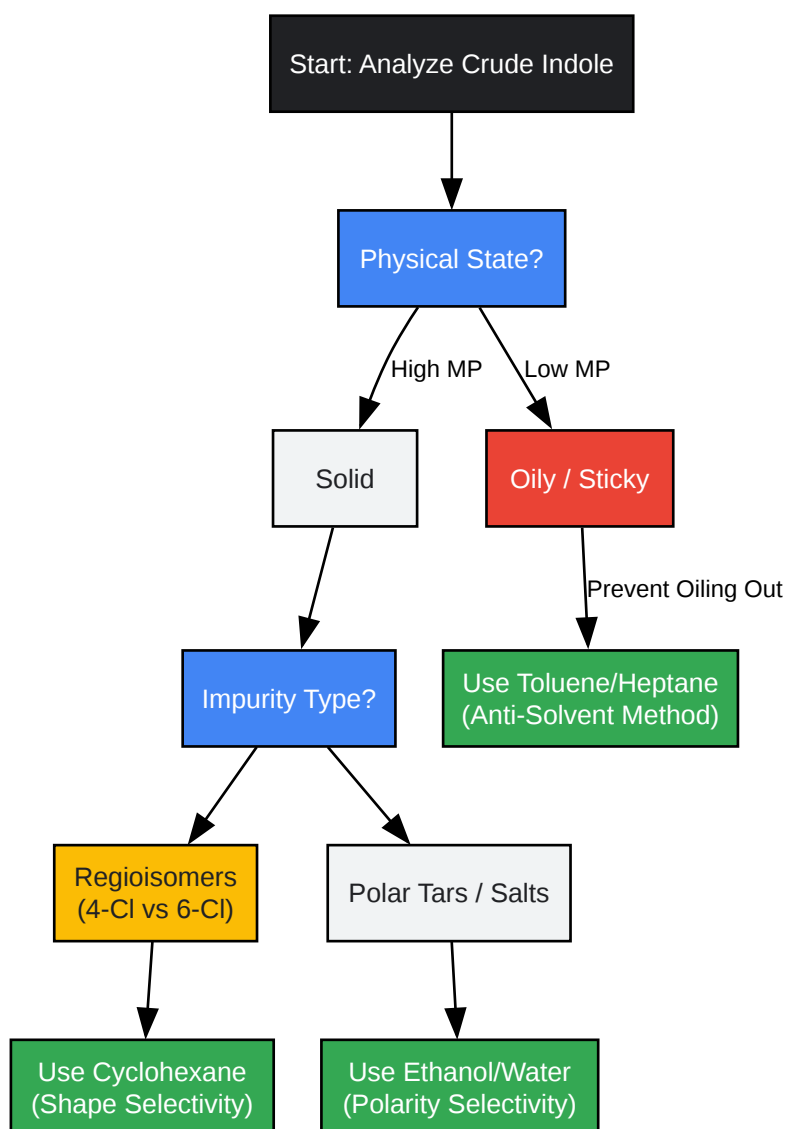 Start: Analyze Crude Indole
Physical State?
High MP
Low MP
Solid
Oily / Sticky
Prevent Oiling Out
Impurity Type?
Use Toluene/Heptane
(Anti-Solvent Method)
Regioisomers
(4-Cl vs 6-Cl)
Polar Tars / Salts
Use Cyclohexane
(Shape Selectivity)
Use Ethanol/Water
(Polarity Selectivity)